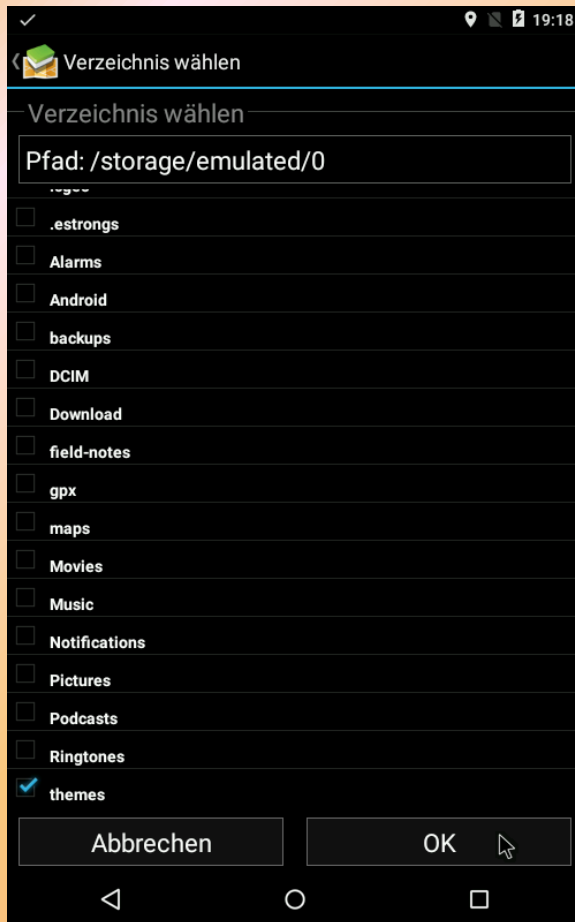 19:18
Verzeichnis wählen
Verzeichnis wählen
Pfad: /storage/emulated/0
.estrongs
Alarms
Android
backups
DCIM
Download
field-notes
gpx
maps
Movies
Music
Notifications
Pictures
Podcasts
Ringtones
themes
Abbrechen OK